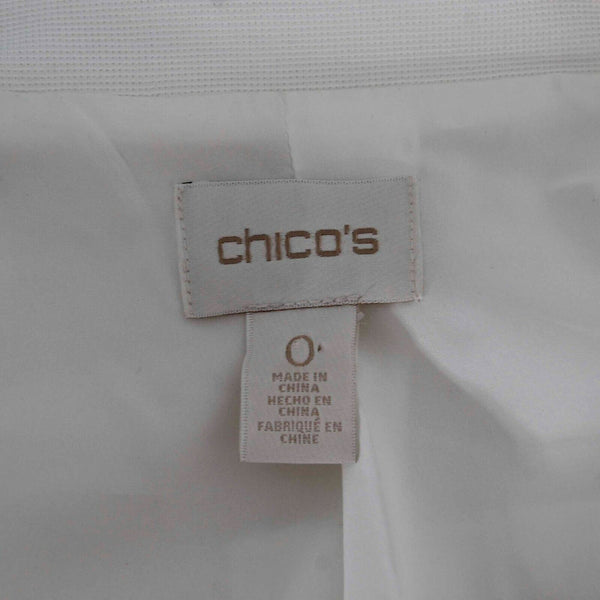 chico's
0
MADE IN
CHINA
HECHO EN
CHINA
FABRIQUÉ EN
CHINE